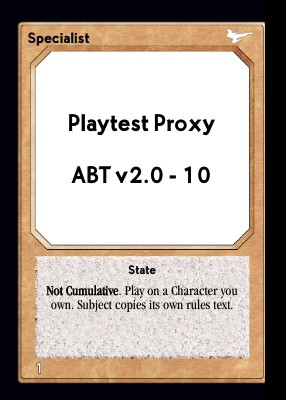 Specialist
Playtest Proxy
ABT v2.0 - 10
State
Not Cumulative. Play on a Character you
own. Subject copies its own rules text.
1